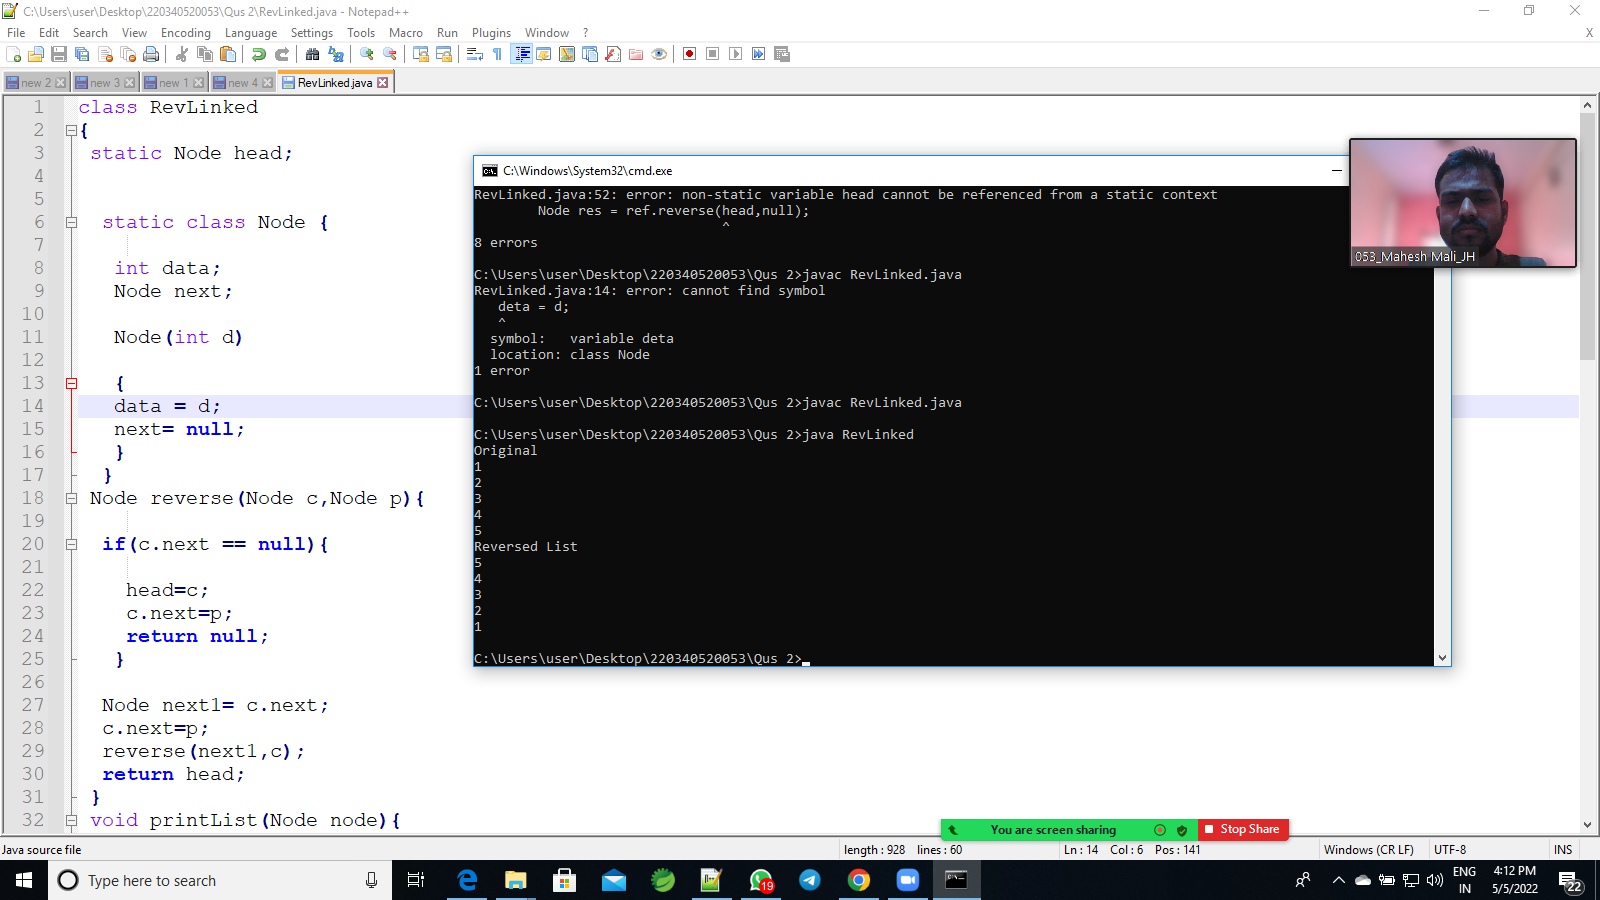 C:\Users\user\Desktop\220340520053\Qus 2\RevLinked.java - Notepad++
File Edit Search View Encoding Language Settings Tools Macro Run Plugins Window ? X
new 2 new 3 new 1 new 4 RevLinked.java
1 class RevLinked
2 {
3 static Node head;
4
5
6 static class Node {
7
8 int data;
9 Node next;
10
11 Node(int d)
12
13 {
14 data = d;
15 next= null;
16 }
17 }
18 Node reverse(Node c,Node p){
19
20 if(c.next == null){
21
22 head=c;
23 c.next=p;
24 return null;
25 }
26
27 Node next1= c.next;
28 c.next=p;
29 reverse(next1,c);
30 return head;
31 }
32 void printList(Node node){
C:\Windows\System32\cmd.exe
RevLinked.java:52: error: non-static variable head cannot be referenced from a static context
Node res = ref.reverse(head,null);
^
8 errors
C:\Users\user\Desktop\220340520053\Qus 2>javac RevLinked.java
RevLinked.java:14: error: cannot find symbol
deta = d;
^
symbol: variable deta
location: class Node
1 error
C:\Users\user\Desktop\220340520053\Qus 2>javac RevLinked.java
C:\Users\user\Desktop\220340520053\Qus 2>java RevLinked
Original
1
2
3
4
5
Reversed List
5
4
3
2
1
C:\Users\user\Desktop\220340520053\Qus 2>
053_Mahesh Mali_JH
You are screen sharing Stop Share
Java source file length : 928 lines : 60 Ln : 14 Col : 6 Pos : 141 Windows (CR LF) UTF-8 INS
Type here to search
19
ENG
IN
4:12 PM
5/5/2022
22